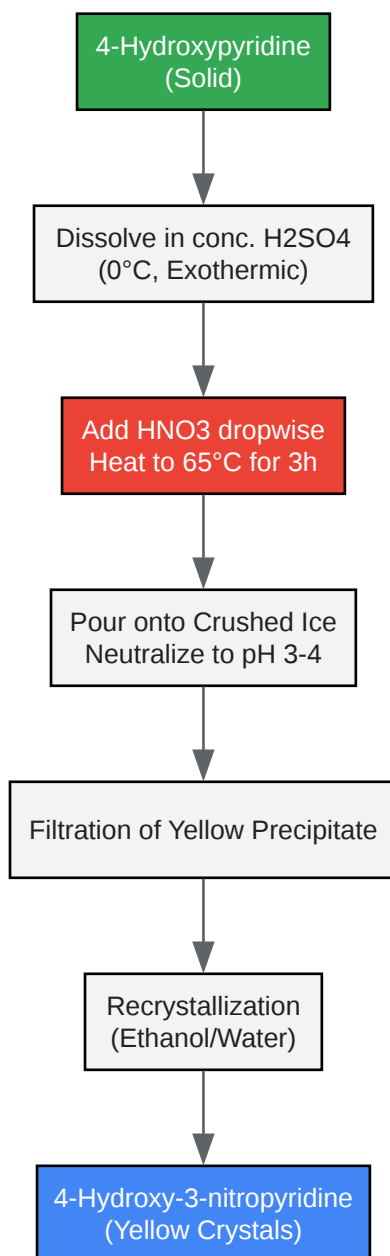 4-Hydroxypyridine
(Solid)
Dissolve in conc. H2SO4
(0°C, Exothermic)
Add HNO3 dropwise
Heat to 65°C for 3h
Pour onto Crushed Ice
Neutralize to pH 3-4
Filtration of Yellow Precipitate
Recrystallization
(Ethanol/Water)
4-Hydroxy-3-nitropyridine
(Yellow Crystals)